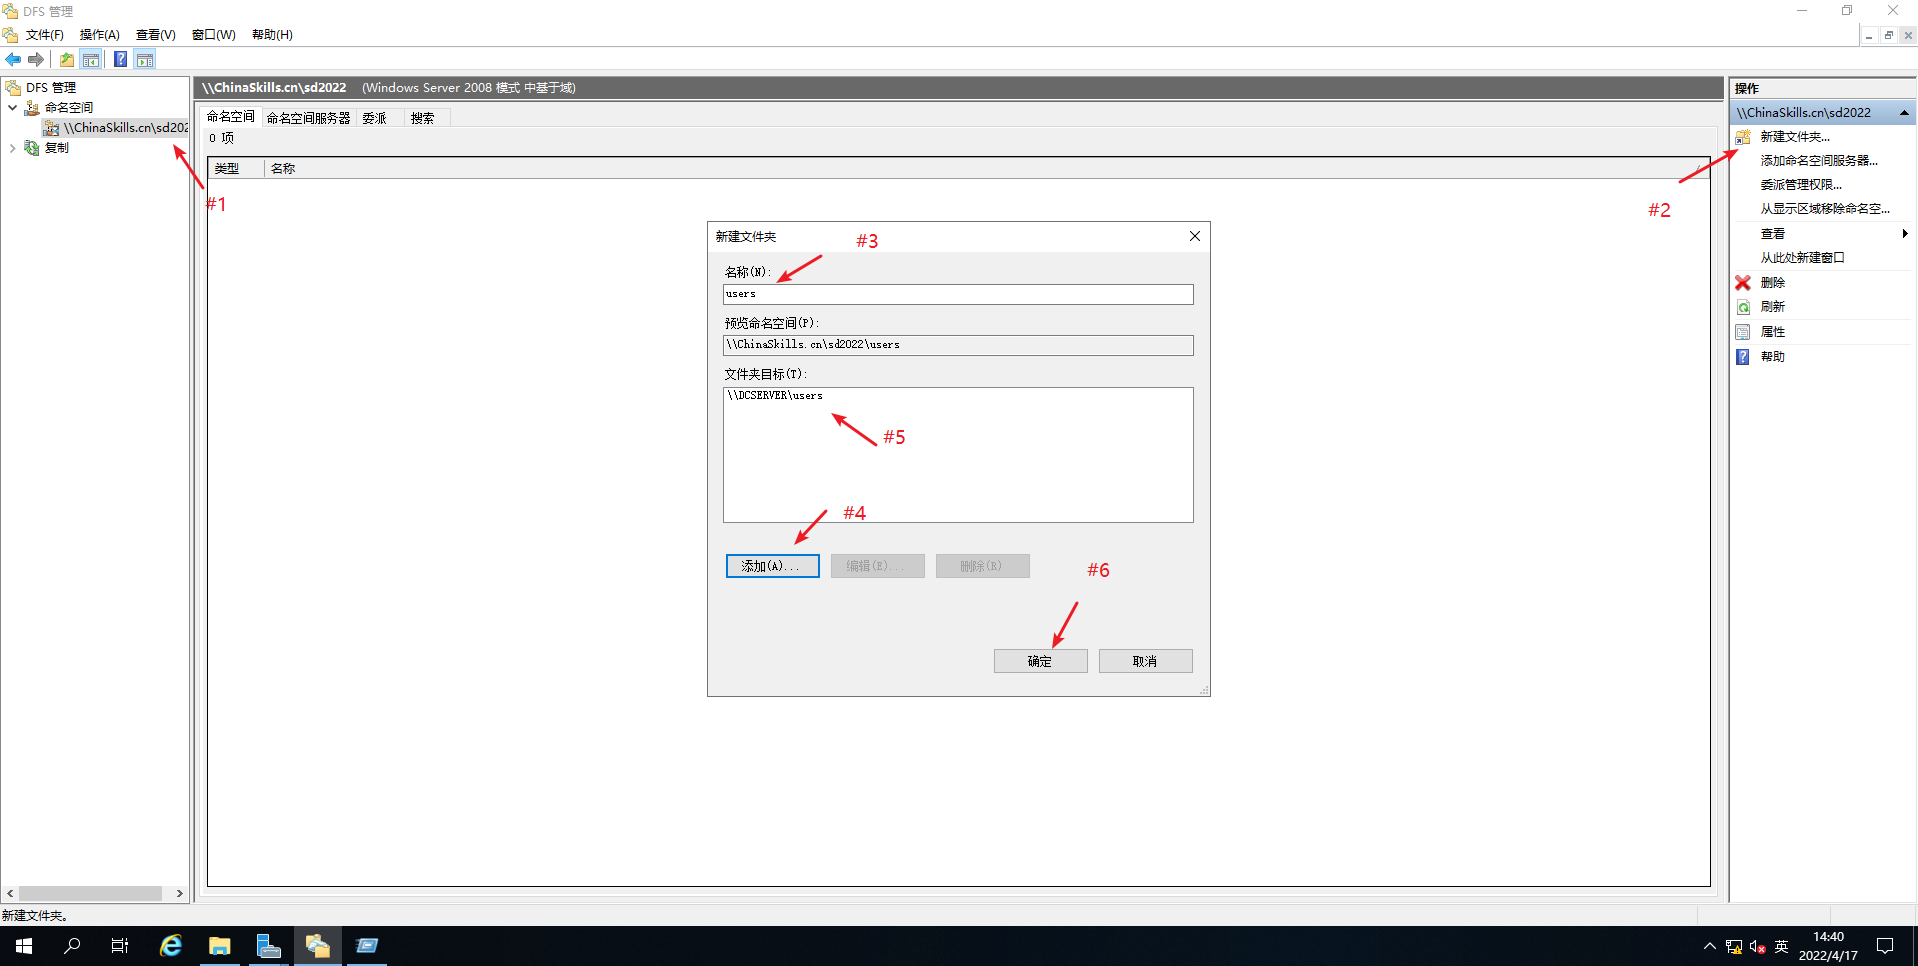 DFS 管理
文件(F) 操作(A) 查看(V) 窗口(W) 帮助(H)
DFS 管理
命名空间
\\ChinaSkills.cn\sd202
复制
#1
\\ChinaSkills.cn\sd2022 (Windows Server 2008 模式 中基于域)
命名空间 命名空间服务器 委派 搜索
0 项
类型 名称
新建文件夹
#3
名称(N):
users
预览命名空间(P):
\\ChinaSkills.cn\sd2022\users
文件夹目标(T):
\\DCSERVER\users
#5
#4
添加(A)... 编辑(E)... 删除(R)
#6
确定 取消
操作
\\ChinaSkills.cn\sd2022
新建文件夹...
添加命名空间服务器...
委派管理权限...
#2
从显示区域移除命名空...
查看
从此处新建窗口
删除
刷新
属性
帮助
新建文件夹。
英
14:40
2022/4/17